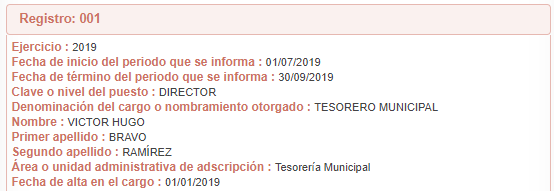 Registro: 001
Ejercicio : 2019
Fecha de inicio del periodo que se informa : 01/07/2019
Fecha de término del periodo que se informa : 30/09/2019
Clave o nivel del puesto : DIRECTOR
Denominación del cargo o nombramiento otorgado : TESORERO MUNICIPAL
Nombre : VICTOR HUGO
Primer apellido : BRAVO
Segundo apellido : RAMÍREZ
Área o unidad administrativa de adscripción : Tesorería Municipal
Fecha de alta en el cargo : 01/01/2019